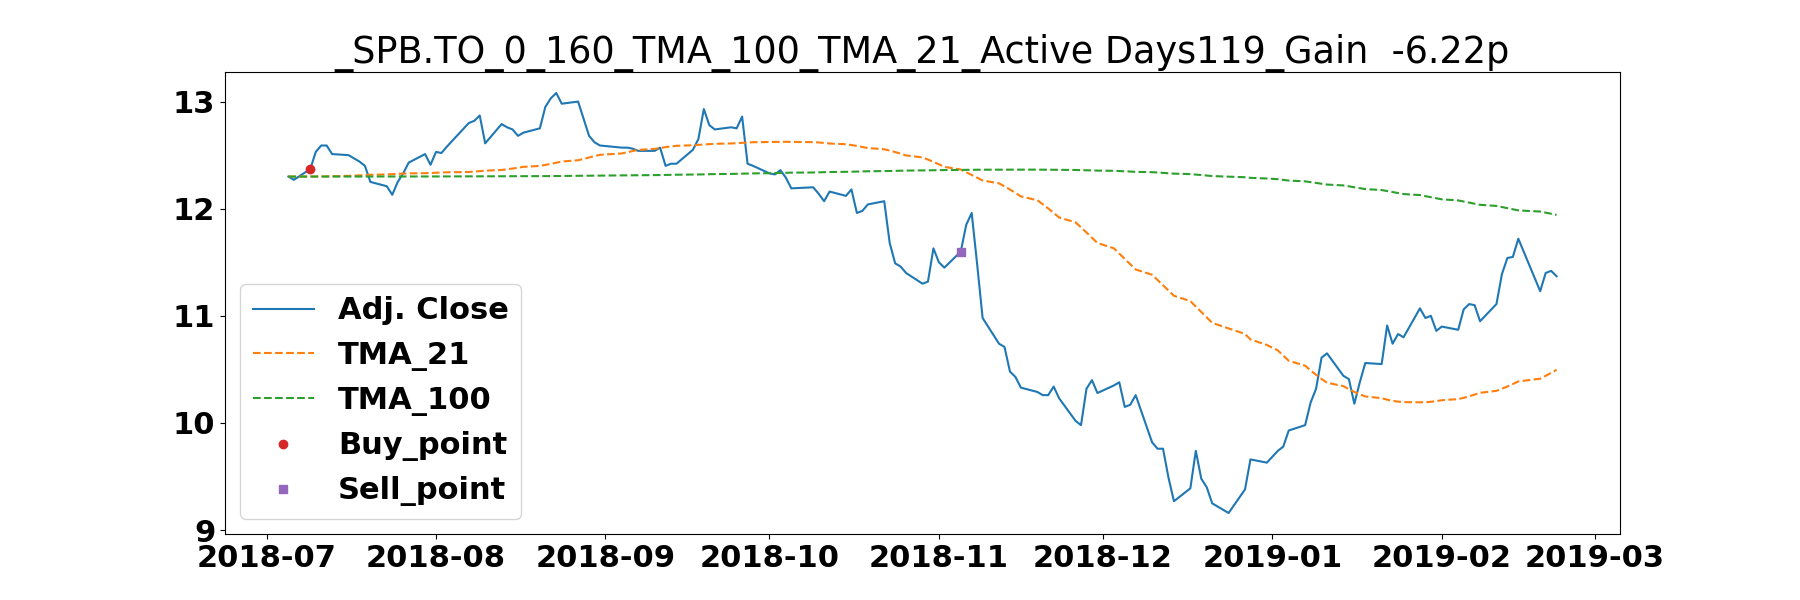 _SPB.TO_0_160_TMA_100_TMA_21_Active Days119_Gain  -6.22p
13
12
11
10
9
Adj. Close
TMA_21
TMA_100
Buy_point
Sell_point
2018-07 2018-08 2018-09 2018-10 2018-11 2018-12 2019-01 2019-02 2019-03